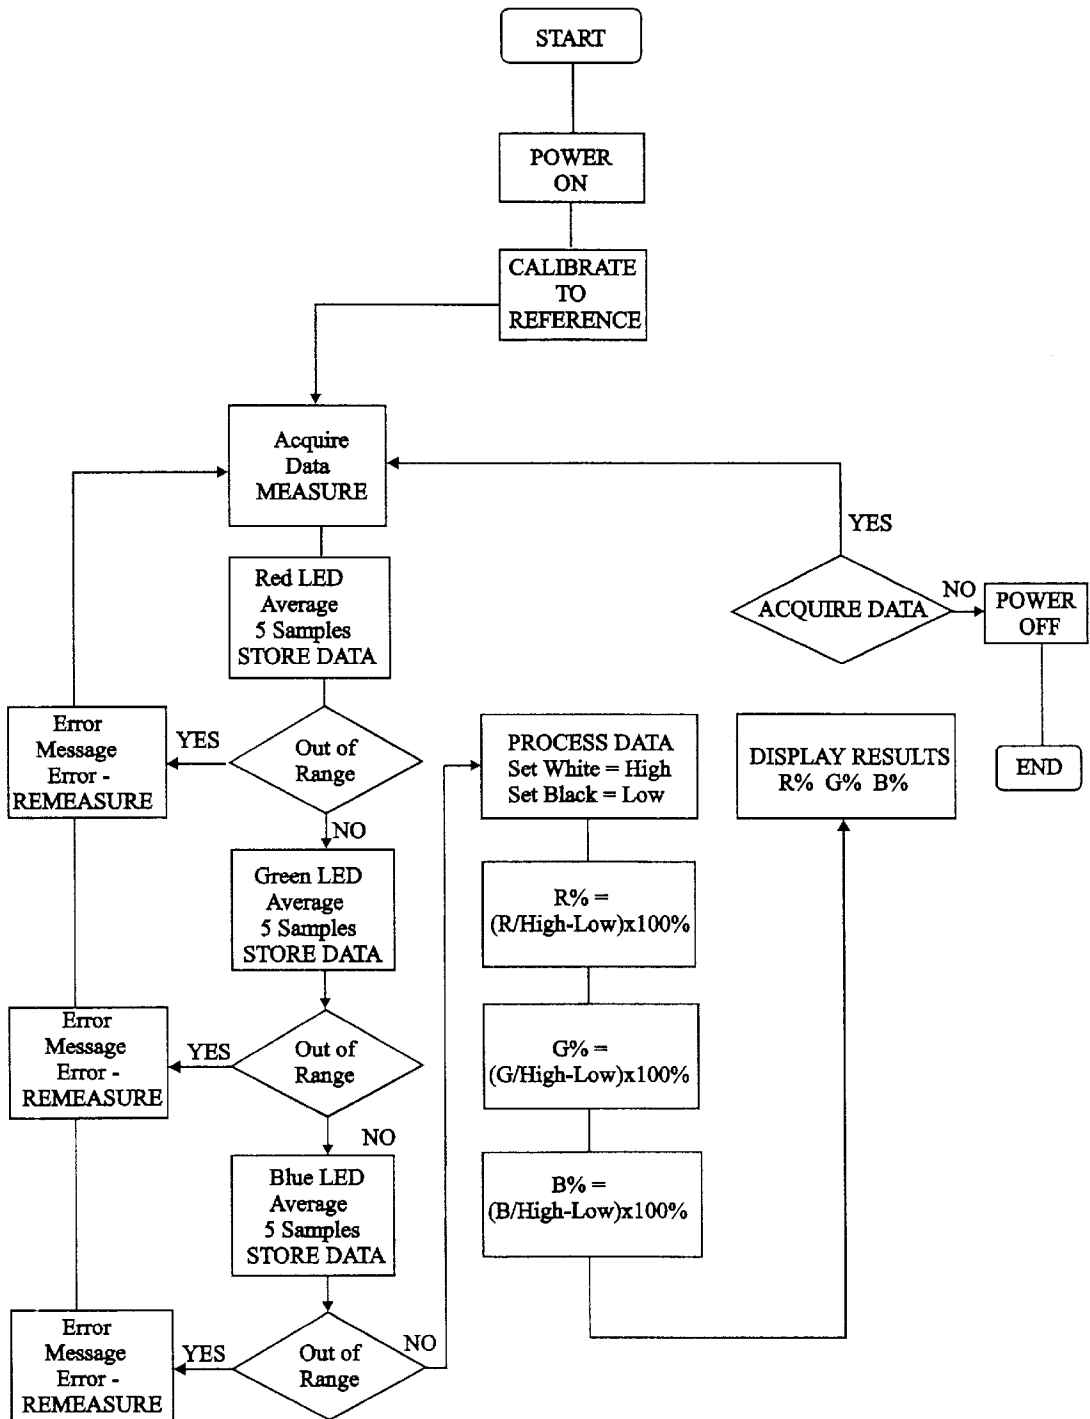 START
POWER
ON
CALIBRATE
TO
REFERENCE
Acquire
Data
MEASURE
Red LED
Average
5 Samples
STORE DATA
Out of
Range
YES
Error
Message
Error -
REMEASURE
NO
Green LED
Average
5 Samples
STORE DATA
Out of
Range
YES
Error
Message
Error -
REMEASURE
NO
Blue LED
Average
5 Samples
STORE DATA
Out of
Range
YES
Error
Message
Error -
REMEASURE
NO
PROCESS DATA
Set White = High
Set Black = Low
R% =
(R/High-Low)x100%
G% =
(G/High-Low)x100%
B% =
(B/High-Low)x100%
DISPLAY RESULTS
R% G% B%
ACQUIRE DATA
YES
NO
POWER
OFF
END